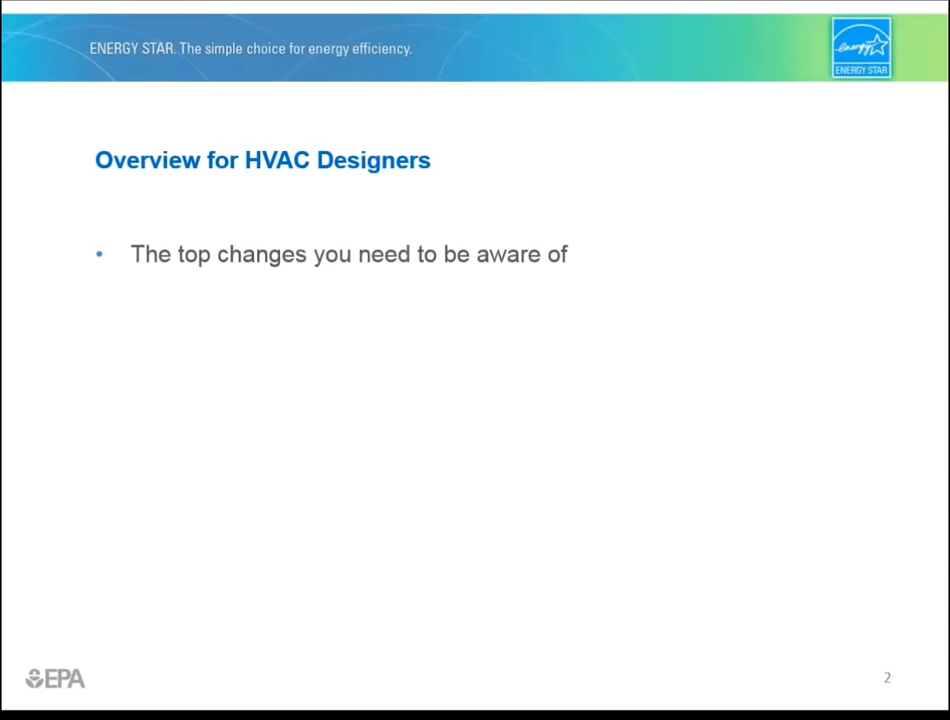 ENERGY STAR. The simple choice for energy efficiency.
energy
ENERGY STAR
Overview for HVAC Designers
• The top changes you need to be aware of
EPA
2